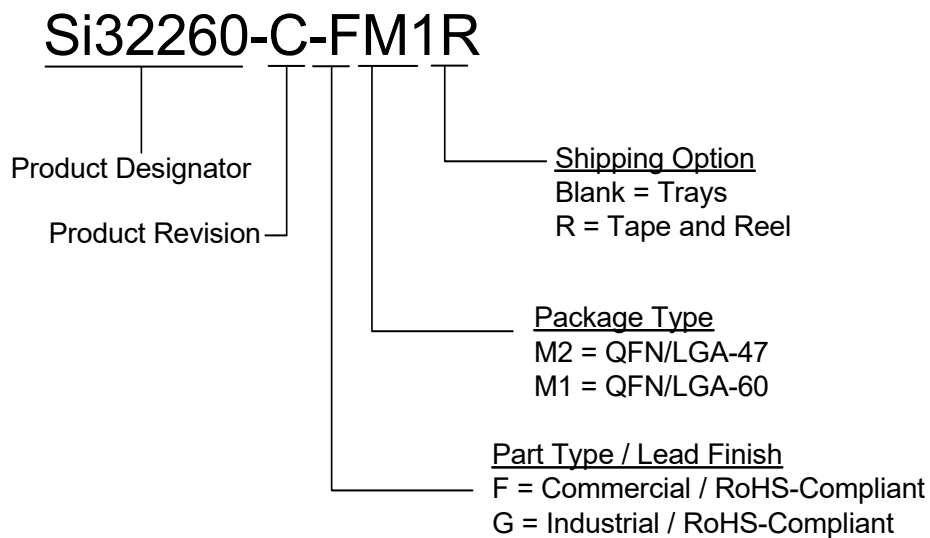 Si32260-C-FM1R
Product Designator
Product Revision
Shipping Option
Blank = Trays
R = Tape and Reel
Package Type
M2 = QFN/LGA-47
M1 = QFN/LGA-60
Part Type / Lead Finish
F = Commercial / RoHS-Compliant
G = Industrial / RoHS-Compliant